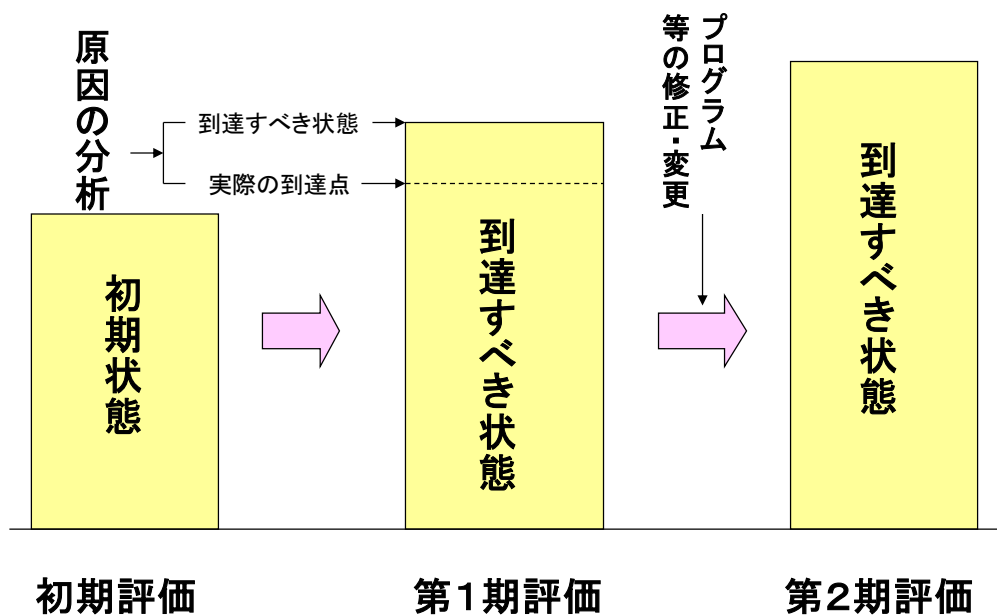 原因の分析
到達すべき状態
実際の到達点
プログラム
等の修正・変更
初期状態
到達すべき状態
到達すべき状態
初期評価
第1期評価
第2期評価